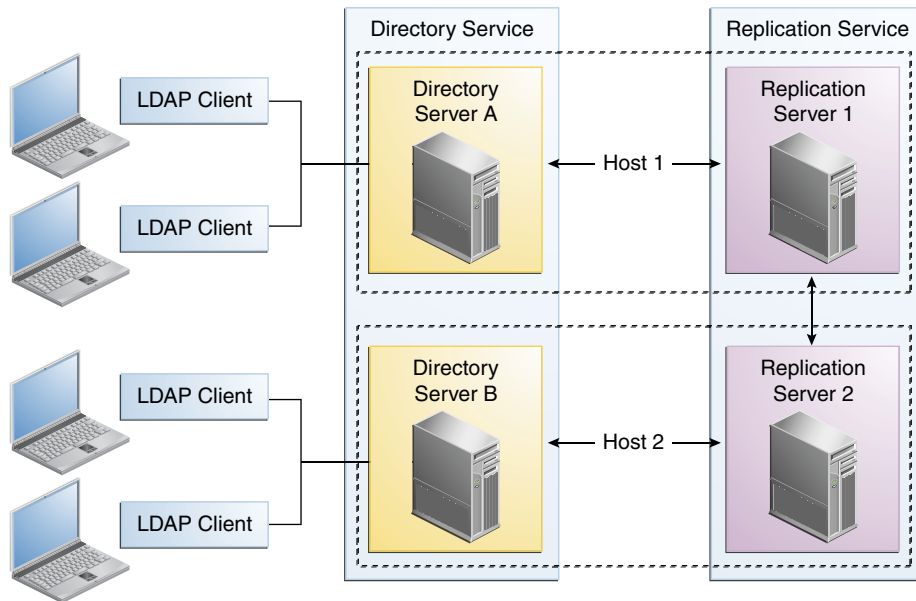 Directory Service
Replication Service
LDAP Client
LDAP Client
Directory
Server A
Host 1
Replication
Server 1
LDAP Client
LDAP Client
Directory
Server B
Host 2
Replication
Server 2